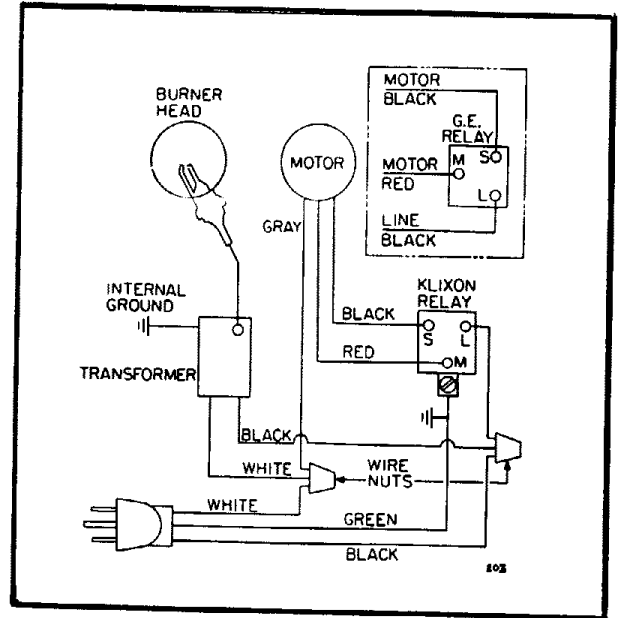 BURNER
HEAD
MOTOR
MOTOR
BLACK
G.E.
RELAY
M
S
MOTOR
RED
L
LINE
BLACK
GRAY
INTERNAL
GROUND
KLIXON
RELAY
BLACK
S
L
RED
M
TRANSFORMER
BLACK
WHITE
WIRE
NUTS
WHITE
GREEN
BLACK